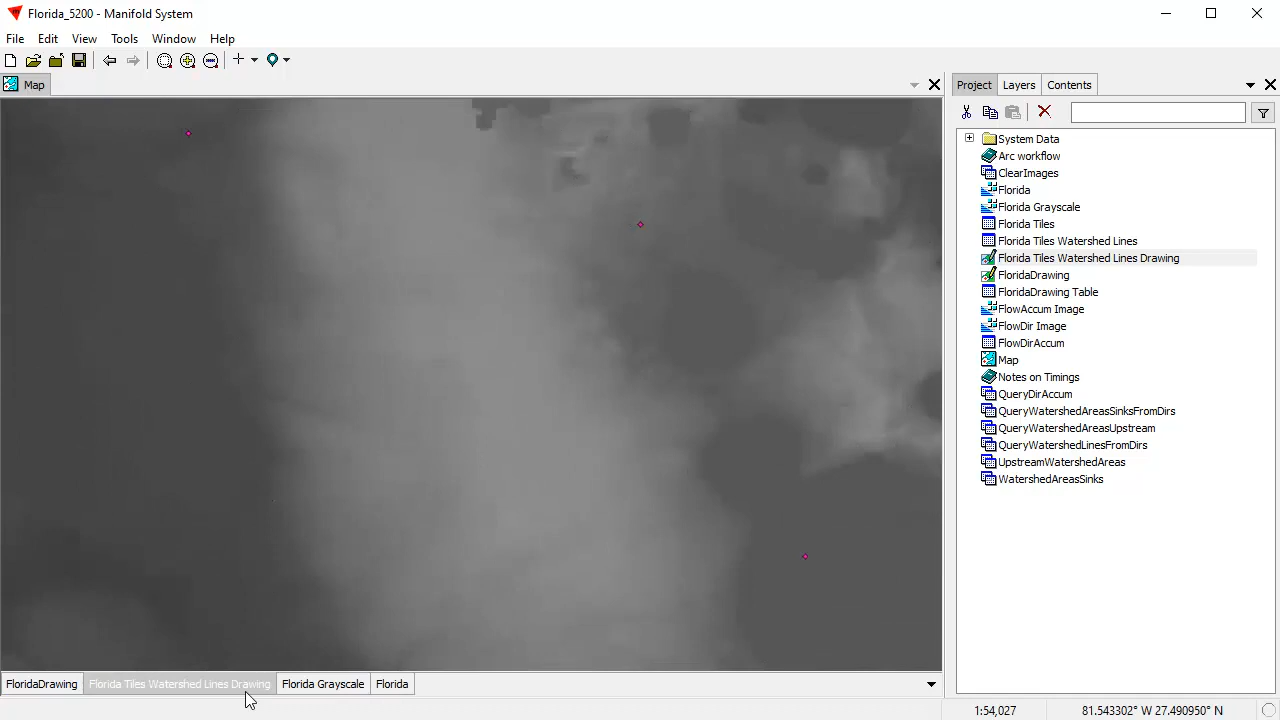 Florida_5200 - Manifold System
File Edit View Tools Window Help
Map
Project Layers Contents
System Data
Arc workflow
ClearImages
Florida
Florida Grayscale
Florida Tiles
Florida Tiles Watershed Lines
Florida Tiles Watershed Lines Drawing
FloridaDrawing
FloridaDrawing Table
FlowAccum Image
FlowDir Image
FlowDirAccum
Map
Notes on Timings
QueryDirAccum
QueryWatershedAreasSinksFromDirs
QueryWatershedAreasUpstream
QueryWatershedLinesFromDirs
UpstreamWatershedAreas
WatershedAreasSinks
FloridaDrawing Florida Tiles Watershed Lines Drawing Florida Grayscale Florida
1:54,027 81.543302° W 27.490950° N